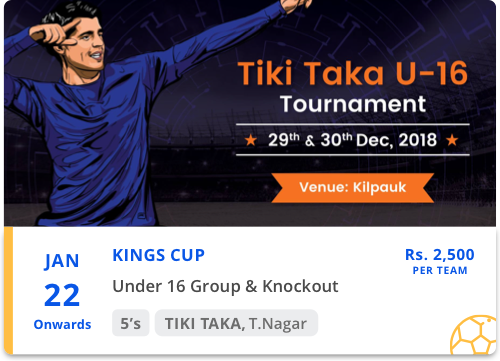 Tiki Taka U-16
Tournament
★ 29th & 30th Dec, 2018 ★
Venue: Kilpauk
JAN
22
Onwards
KINGS CUP
Under 16 Group & Knockout
5's TIKI TAKA, T.Nagar
Rs. 2,500
PER TEAM